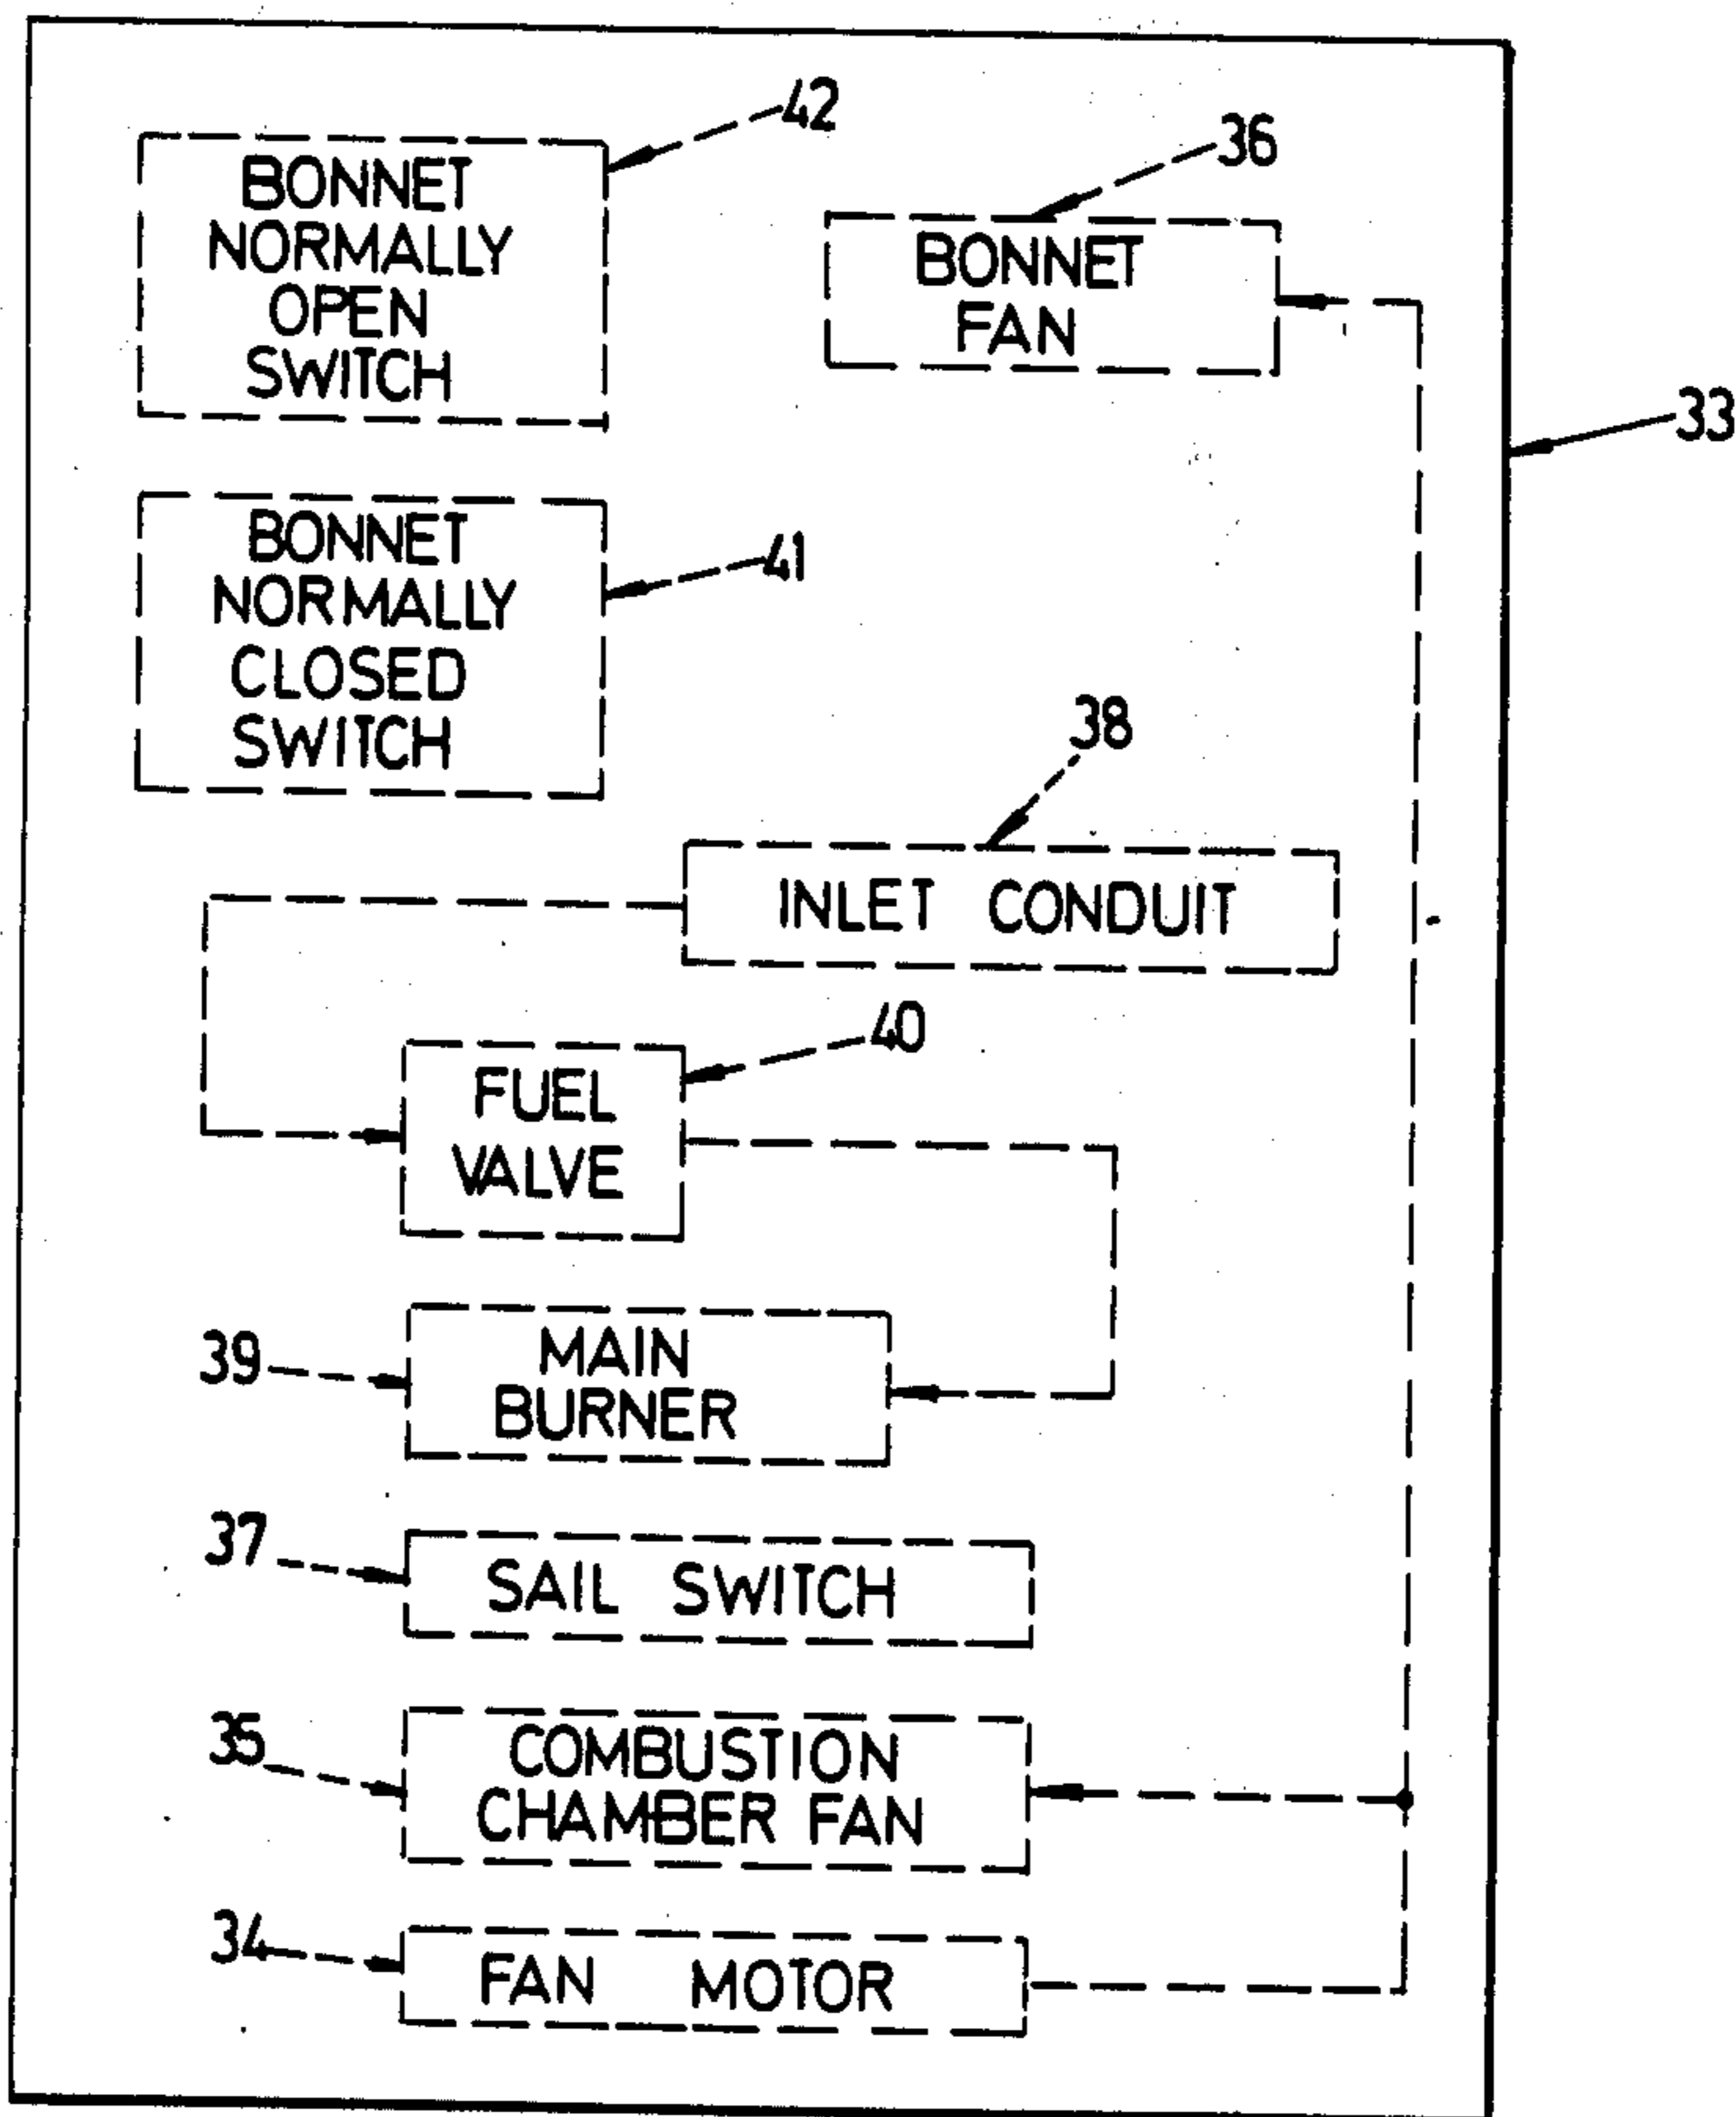 42
BONNET
NORMALLY
OPEN
SWITCH
36
BONNET
FAN
33
BONNET
NORMALLY
CLOSED
SWITCH
41
38
INLET CONDUIT
40
FUEL
VALVE
39
MAIN
BURNER
37
SAIL SWITCH
35
COMBUSTION
CHAMBER FAN
34
FAN MOTOR